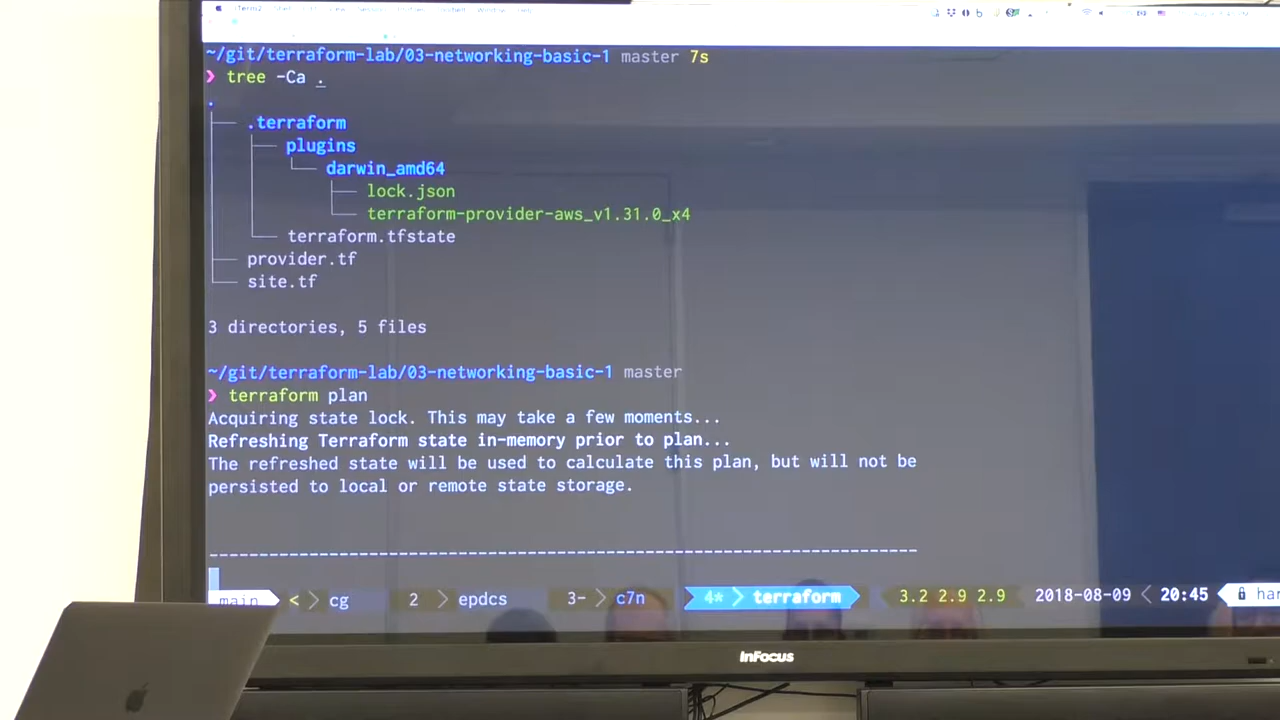 ~/git/terraform-lab/03-networking-basic-1 master 7s
❯ tree -Ca .
.
├── .terraform
│   ├── plugins
│   │   └── darwin_amd64
│   │       ├── lock.json
│   │       └── terraform-provider-aws_v1.31.0_x4
│   └── terraform.tfstate
├── provider.tf
└── site.tf
3 directories, 5 files
~/git/terraform-lab/03-networking-basic-1 master
❯ terraform plan
Acquiring state lock. This may take a few moments...
Refreshing Terraform state in-memory prior to plan...
The refreshed state will be used to calculate this plan, but will not be
persisted to local or remote state storage.
------------------------------------------------------------------------
main < > cg 2 > epdcs 3- > c7n 4* > terraform 3.2 2.9 2.9 2018-08-09 < 20:45 har
InFocus